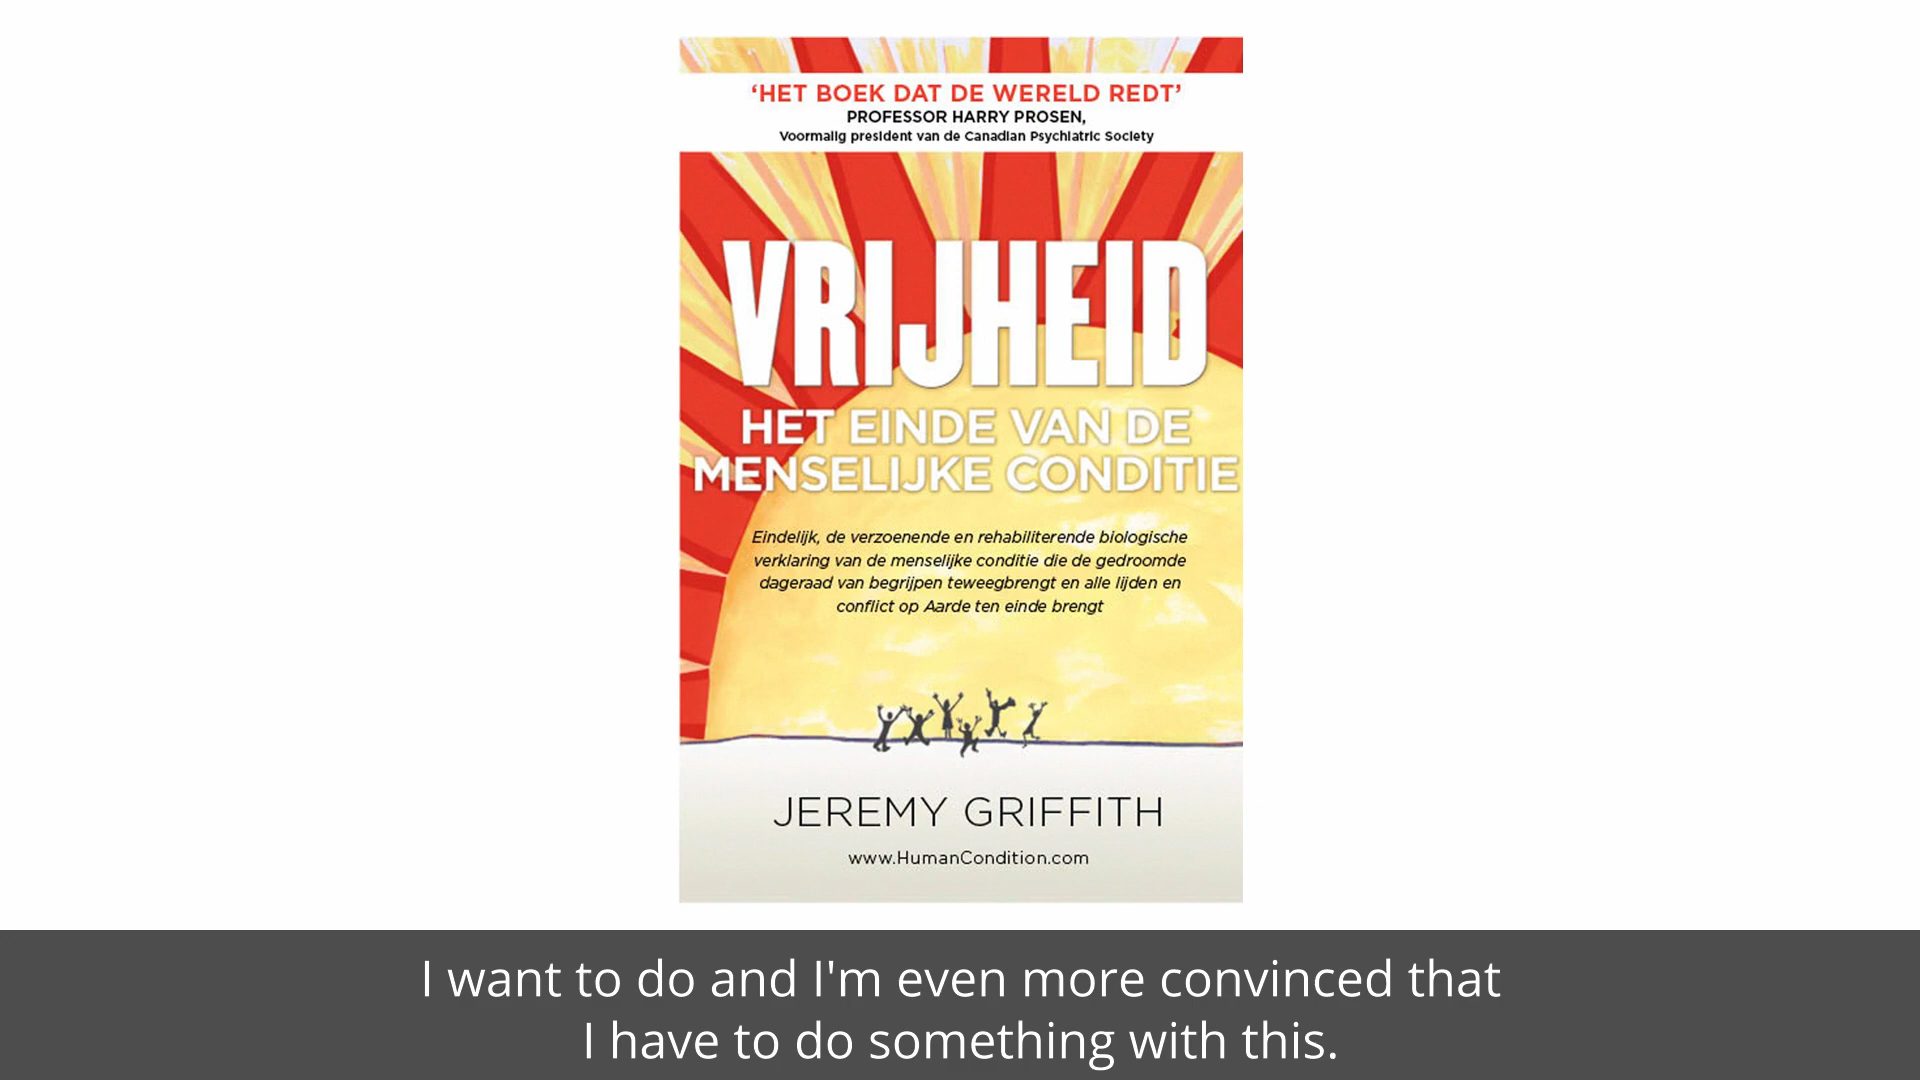 ‘HET BOEK DAT DE WERELD REDT’
PROFESSOR HARRY PROSEN,
Voormalig president van de Canadian Psychiatric Society
VRIJHEID
HET EINDE VAN DE
MENSELIJKE CONDITIE
Eindelijk, de verzoenende en rehabiliterende biologische
verklaring van de menselijke conditie die de gedroomde
dageraad van begrijpen teweegbrengt en alle lijden en
conflict op Aarde ten einde brengt
JEREMY GRIFFITH
www.HumanCondition.com
I want to do and I'm even more convinced that
I have to do something with this.